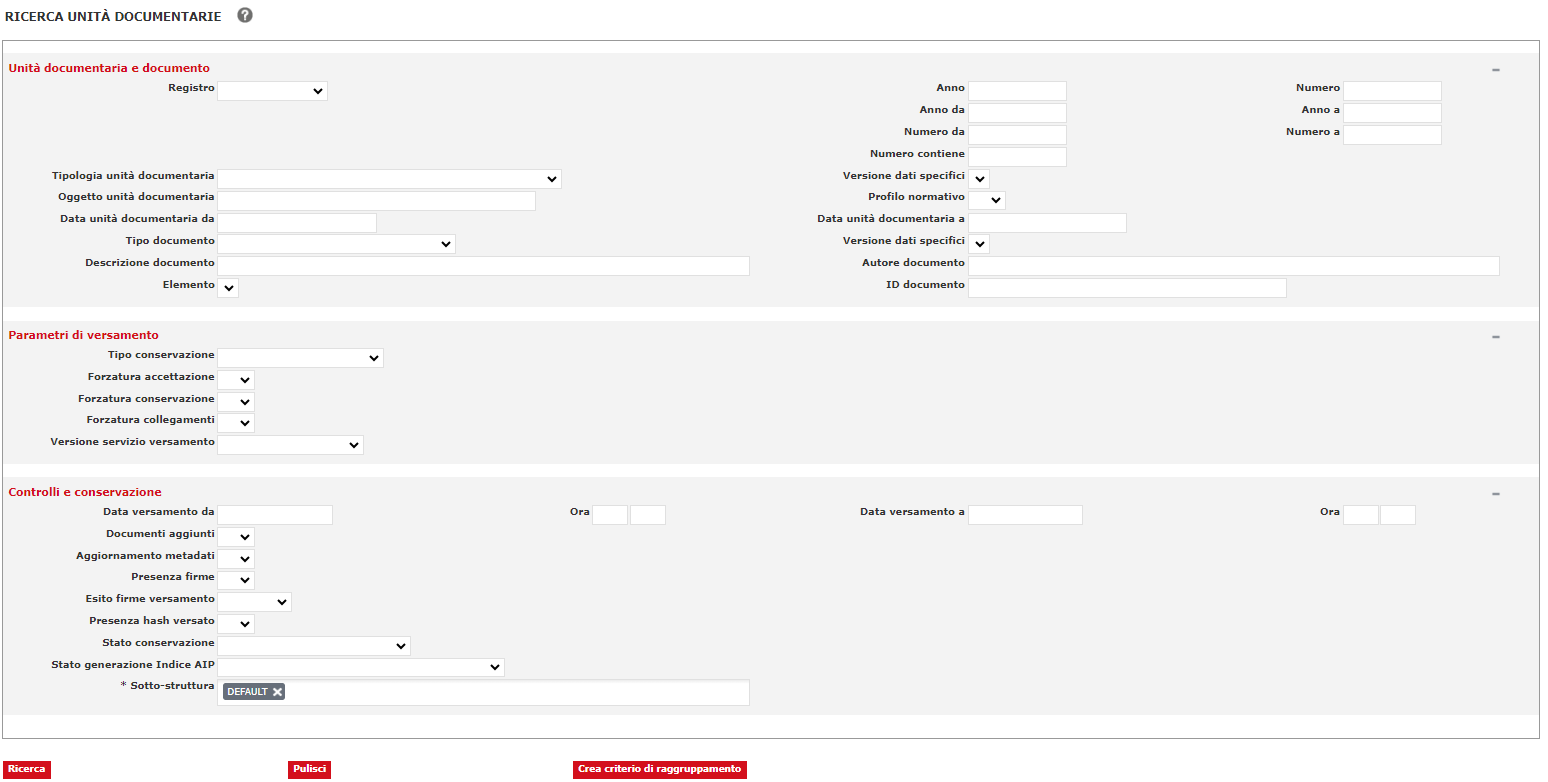 RICERCA UNITÀ DOCUMENTARIE ?
Unità documentaria e documento
Registro Anno Numero
Anno da Anno a
Numero da Numero a
Numero contiene
Tipologia unità documentaria Versione dati specifici
Oggetto unità documentaria Profilo normativo
Data unità documentaria da Data unità documentaria a
Tipo documento Versione dati specifici
Descrizione documento Autore documento
Elemento ID documento
Parametri di versamento
Tipo conservazione
Forzatura accettazione
Forzatura conservazione
Forzatura collegamenti
Versione servizio versamento
Controlli e conservazione
Data versamento da Ora Data versamento a Ora
Documenti aggiunti
Aggiornamento metadati
Presenza firme
Esito firme versamento
Presenza hash versato
Stato conservazione
Stato generazione Indice AIP
* Sotto-struttura DEFAULT
Ricerca Pulisci Crea criterio di raggruppamento